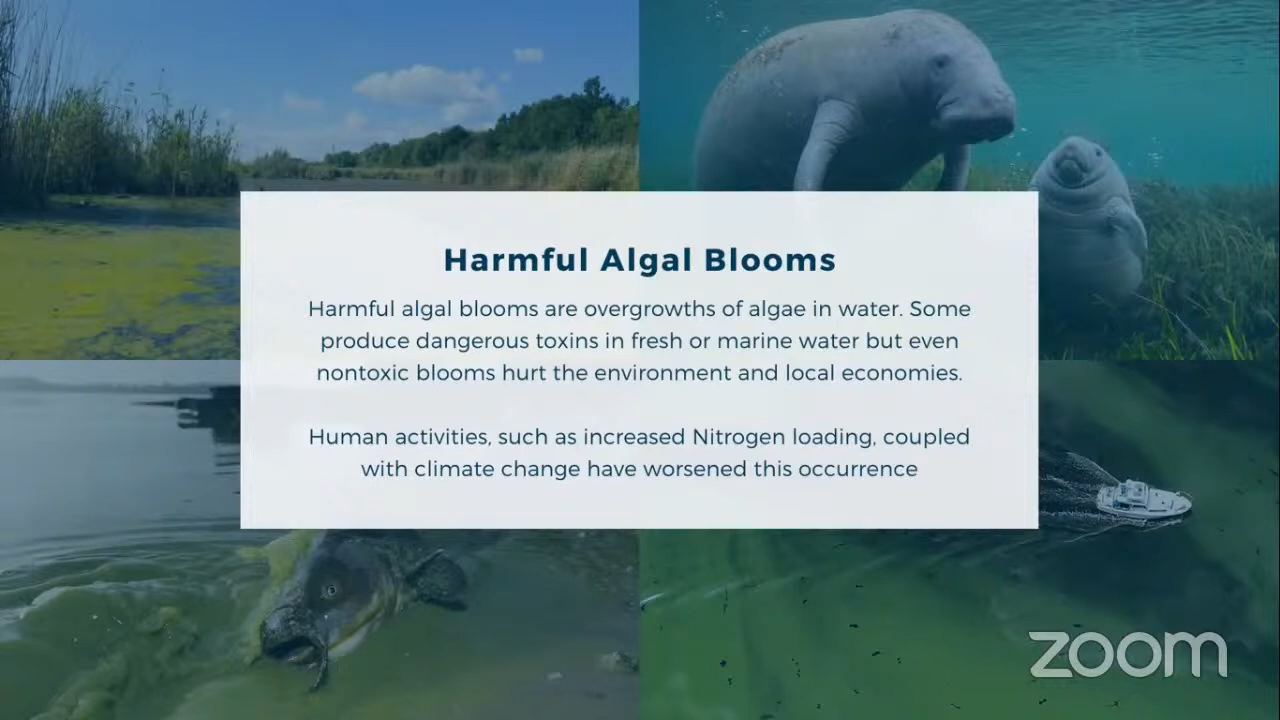 Harmful Algal Blooms
Harmful algal blooms are overgrowths of algae in water. Some
produce dangerous toxins in fresh or marine water but even
nontoxic blooms hurt the environment and local economies.
Human activities, such as increased Nitrogen loading, coupled
with climate change have worsened this occurrence
zoom